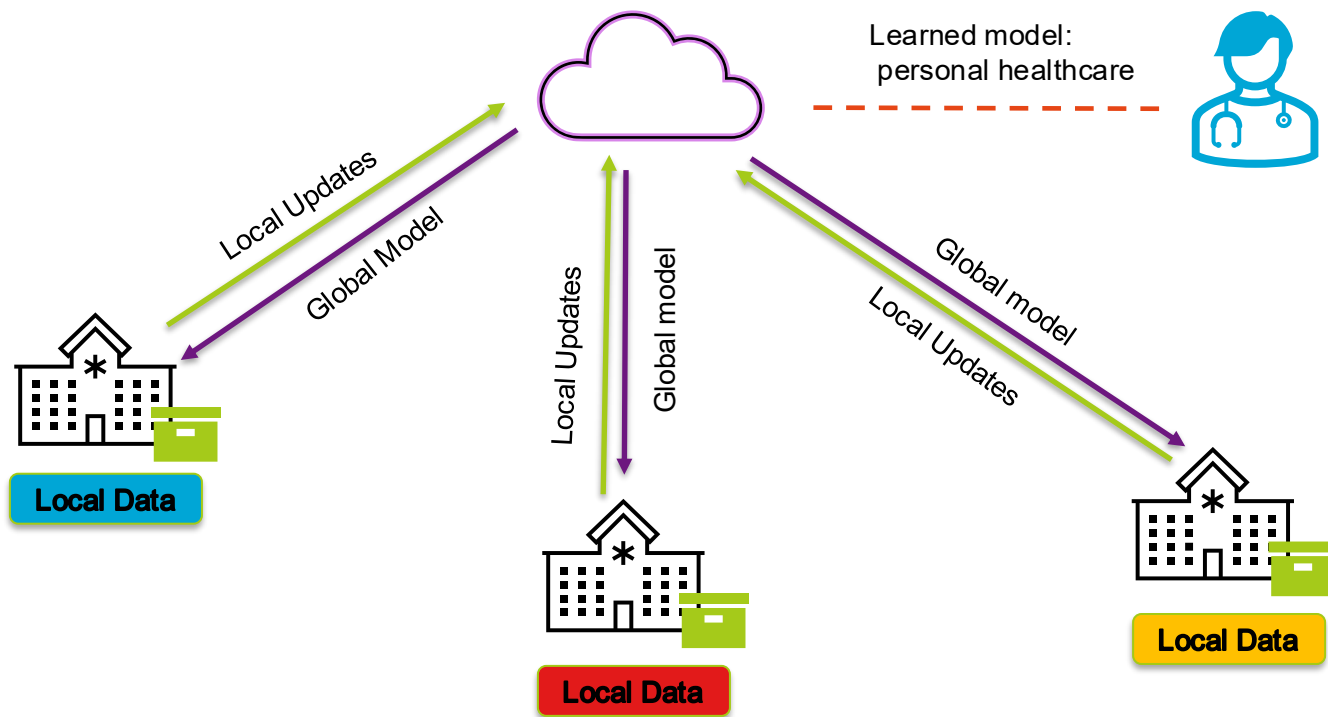 Learned model:
personal healthcare
Local Updates
Global Model
Local Updates
Global model
Global model
Local Updates
Local Data
Local Data
Local Data